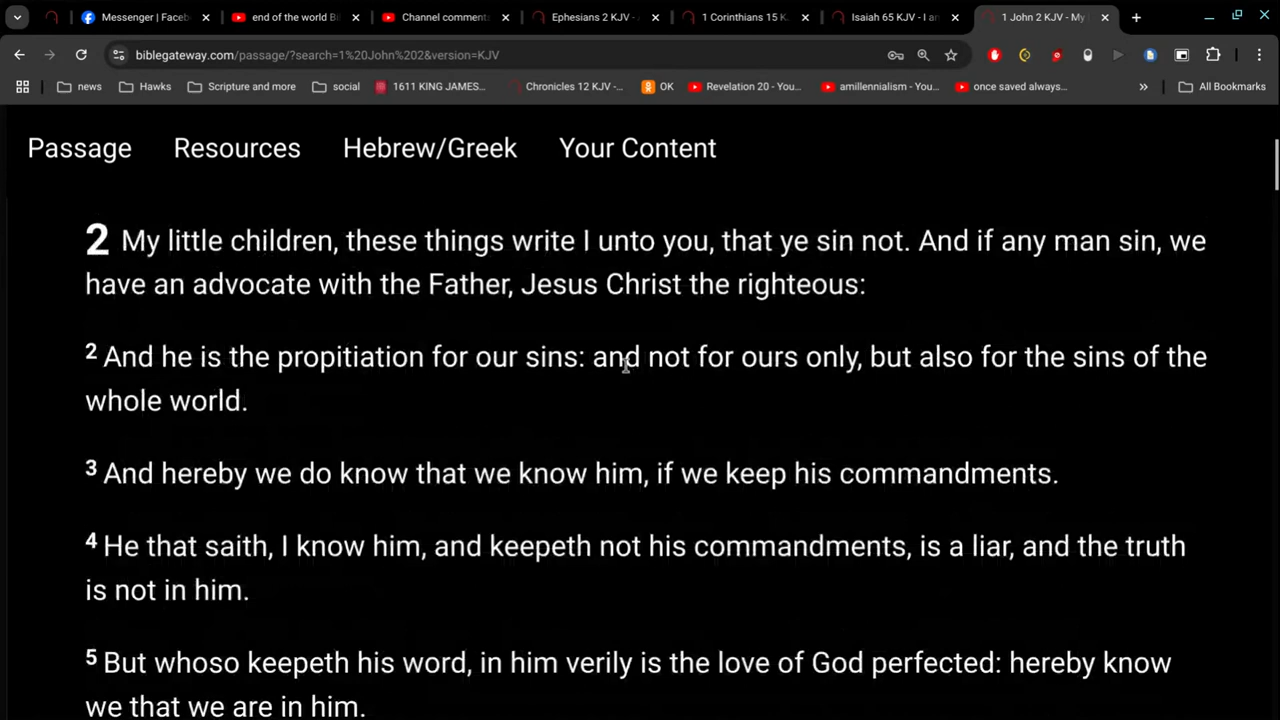 Messenger | Faceb
end of the world Bi
Channel comment
Ephesians 2 KJV -
1 Corinthians 15 K
Isaiah 65 KJV - I an
1 John 2 KJV - My l
biblegateway.com/passage/?search=1%20John%202&version=KJV
news
Hawks
Scripture and more
social
1611 KING JAMES...
Chronicles 12 KJV -...
OK
Revelation 20 - You...
amillennialism - You...
once saved always...
All Bookmarks
Passage Resources Hebrew/Greek Your Content
2 My little children, these things write I unto you, that ye sin not. And if any man sin, we
have an advocate with the Father, Jesus Christ the righteous:
2 And he is the propitiation for our sins: and not for ours only, but also for the sins of the
whole world.
3 And hereby we do know that we know him, if we keep his commandments.
4 He that saith, I know him, and keepeth not his commandments, is a liar, and the truth
is not in him.
5 But whoso keepeth his word, in him verily is the love of God perfected: hereby know
we that we are in him.